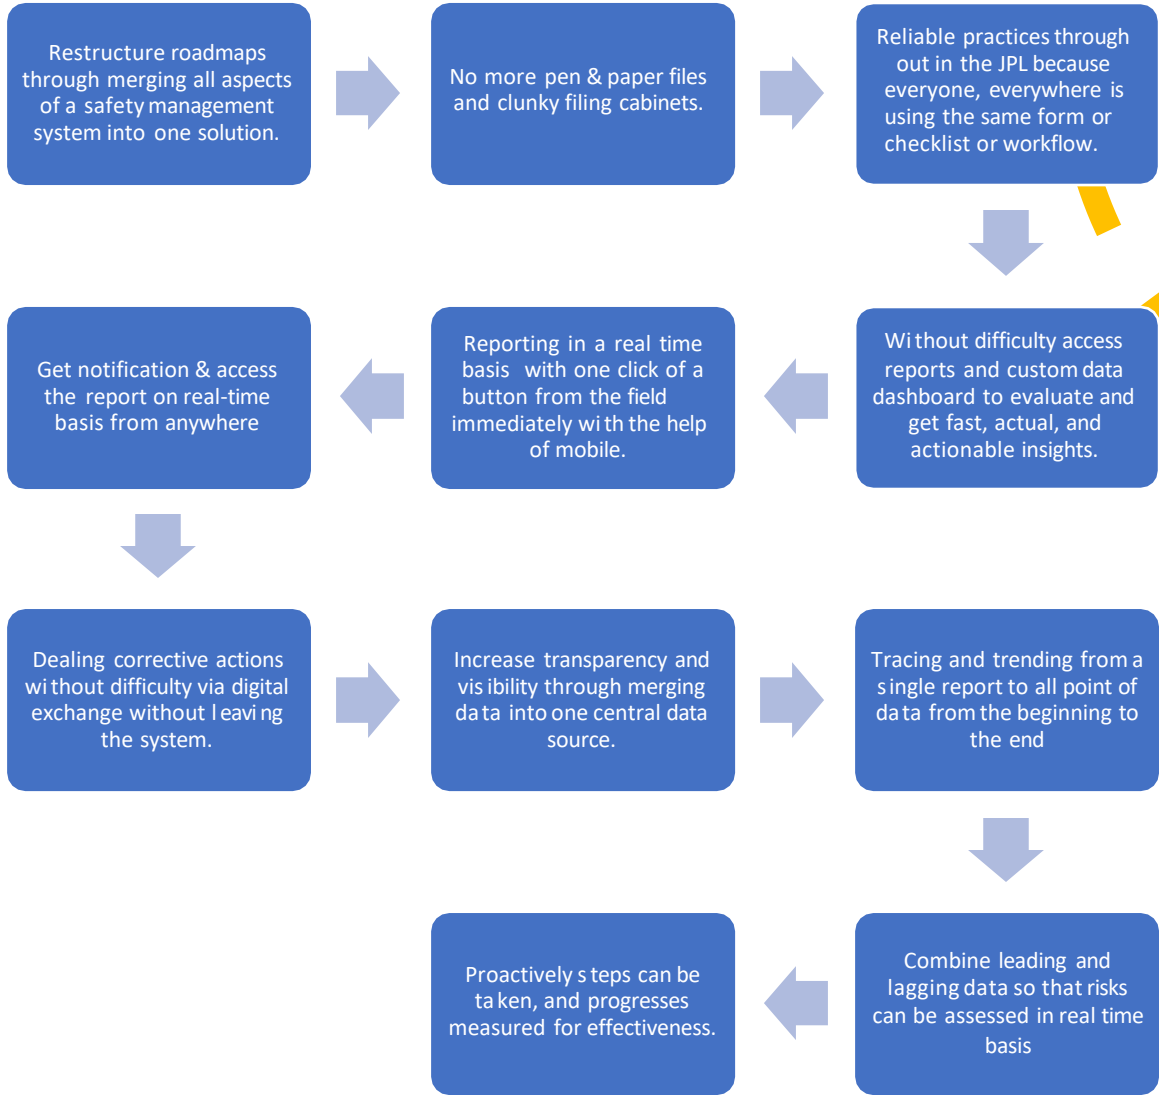 Restructure roadmaps
through merging all aspects
of a safety management
system into one solution.
No more pen & paper files
and clunky filing cabinets.
Reliable practices through
out in the JPL because
everyone, everywhere is
using the same form or
checklist or workflow.
Without difficulty access
reports and custom data
dashboard to evaluate and
get fast, actual, and
actionable insights.
Reporting in a real time
basis with one click of a
button from the field
immediately with the help
of mobile.
Get notification & access
the report on real-time
basis from anywhere
Dealing corrective actions
without difficulty via digital
exchange without leaving
the system.
Increase transparency and
visibility through merging
data into one central data
source.
Tracing and trending from a
single report to all point of
data from the beginning to
the end
Combine leading and
lagging data so that risks
can be assessed in real time
basis
Proactively steps can be
taken, and progresses
measured for effectiveness.